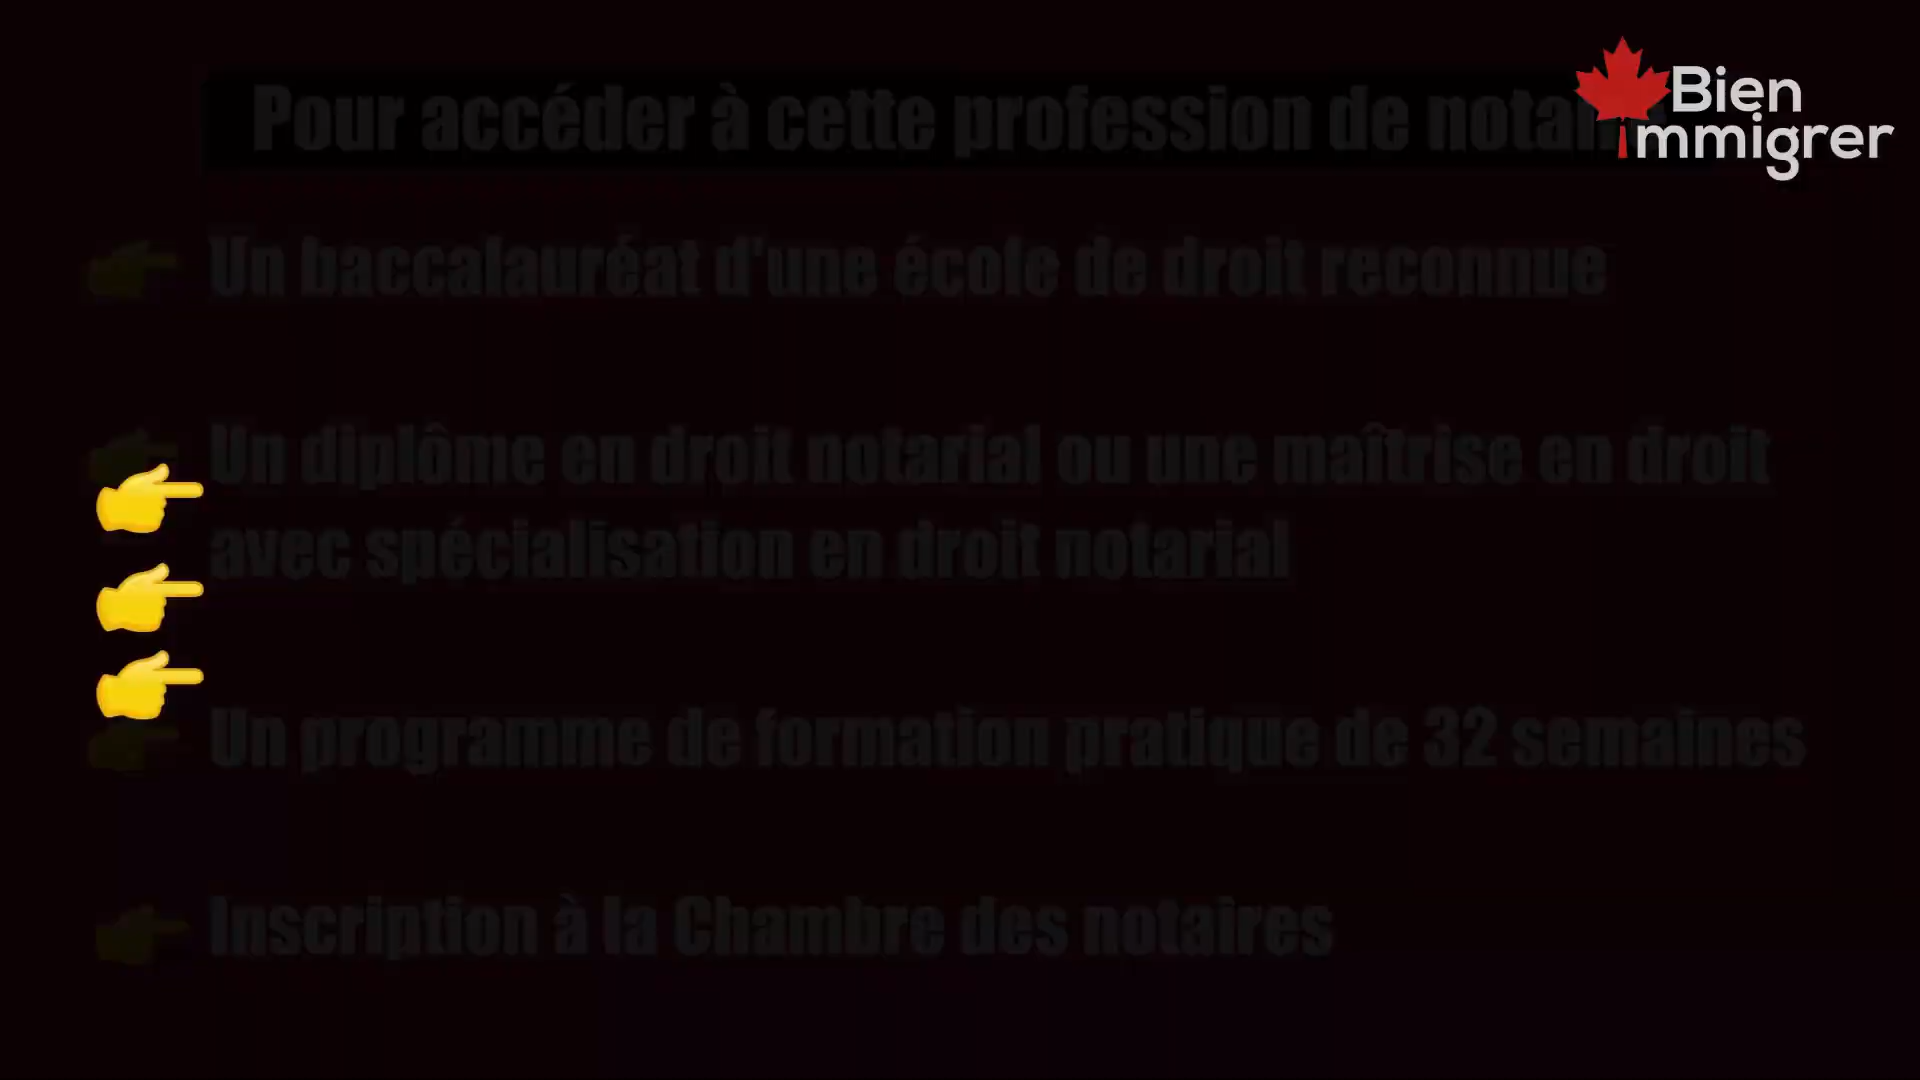 Bien
immigrer
Pour accéder à cette profession de notai
Un baccalauréat d'une école de droit reconnue
Un diplôme en droit notarial ou une maîtrise en droit
avec spécialisation en droit notarial
Un programme de formation pratique de 32 semaines
Inscription à la Chambre des notaires